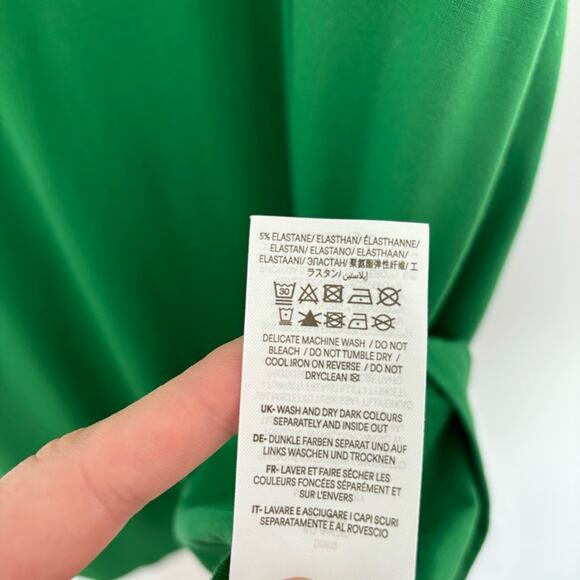 5% ELASTANE/ ELASTHAN/ ÉLASTHANNE/
ELASTAN/ ELASTANO/ ELASTHAAN/
ELASTAANI/ ЭЛАСТАН/ 聚氨酯弹性纤维/ エ
ラスタン/ إيلاستين/
30
DELICATE MACHINE WASH / DO NOT
BLEACH / DO NOT TUMBLE DRY /
COOL IRON ON REVERSE / DO NOT
DRYCLEAN
UK- WASH AND DRY DARK COLOURS
SEPARATELY AND INSIDE OUT
DE- DUNKLE FARBEN SEPARAT UND AUF
LINKS WASCHEN UND TROCKNEN
FR- LAVER ET FAIRE SÉCHER LES
COULEURS FONCÉES SÉPARÉMENT ET
SUR L'ENVERS
IT- LAVARE E ASCIUGARE I CAPI SCURI
SEPARATAMENTE E AL ROVESCIO